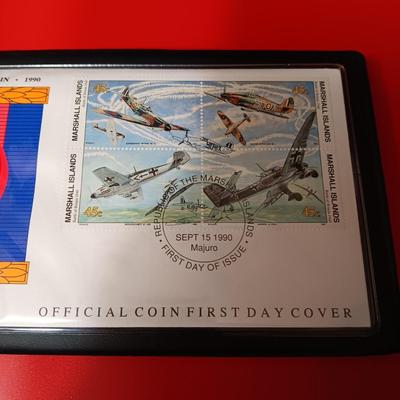 IN • 1990
45c
45c
MARSHALL ISLANDS
MARSHALL ISLANDS
MARSHALL ISLANDS
MARSHALL ISLANDS
45c
45c
REPUBLIC OF THE MARSHALL ISLANDS
SEPT 15 1990
Majuro
• FIRST DAY OF ISSUE •
OFFICIAL COIN FIRST DAY COVER